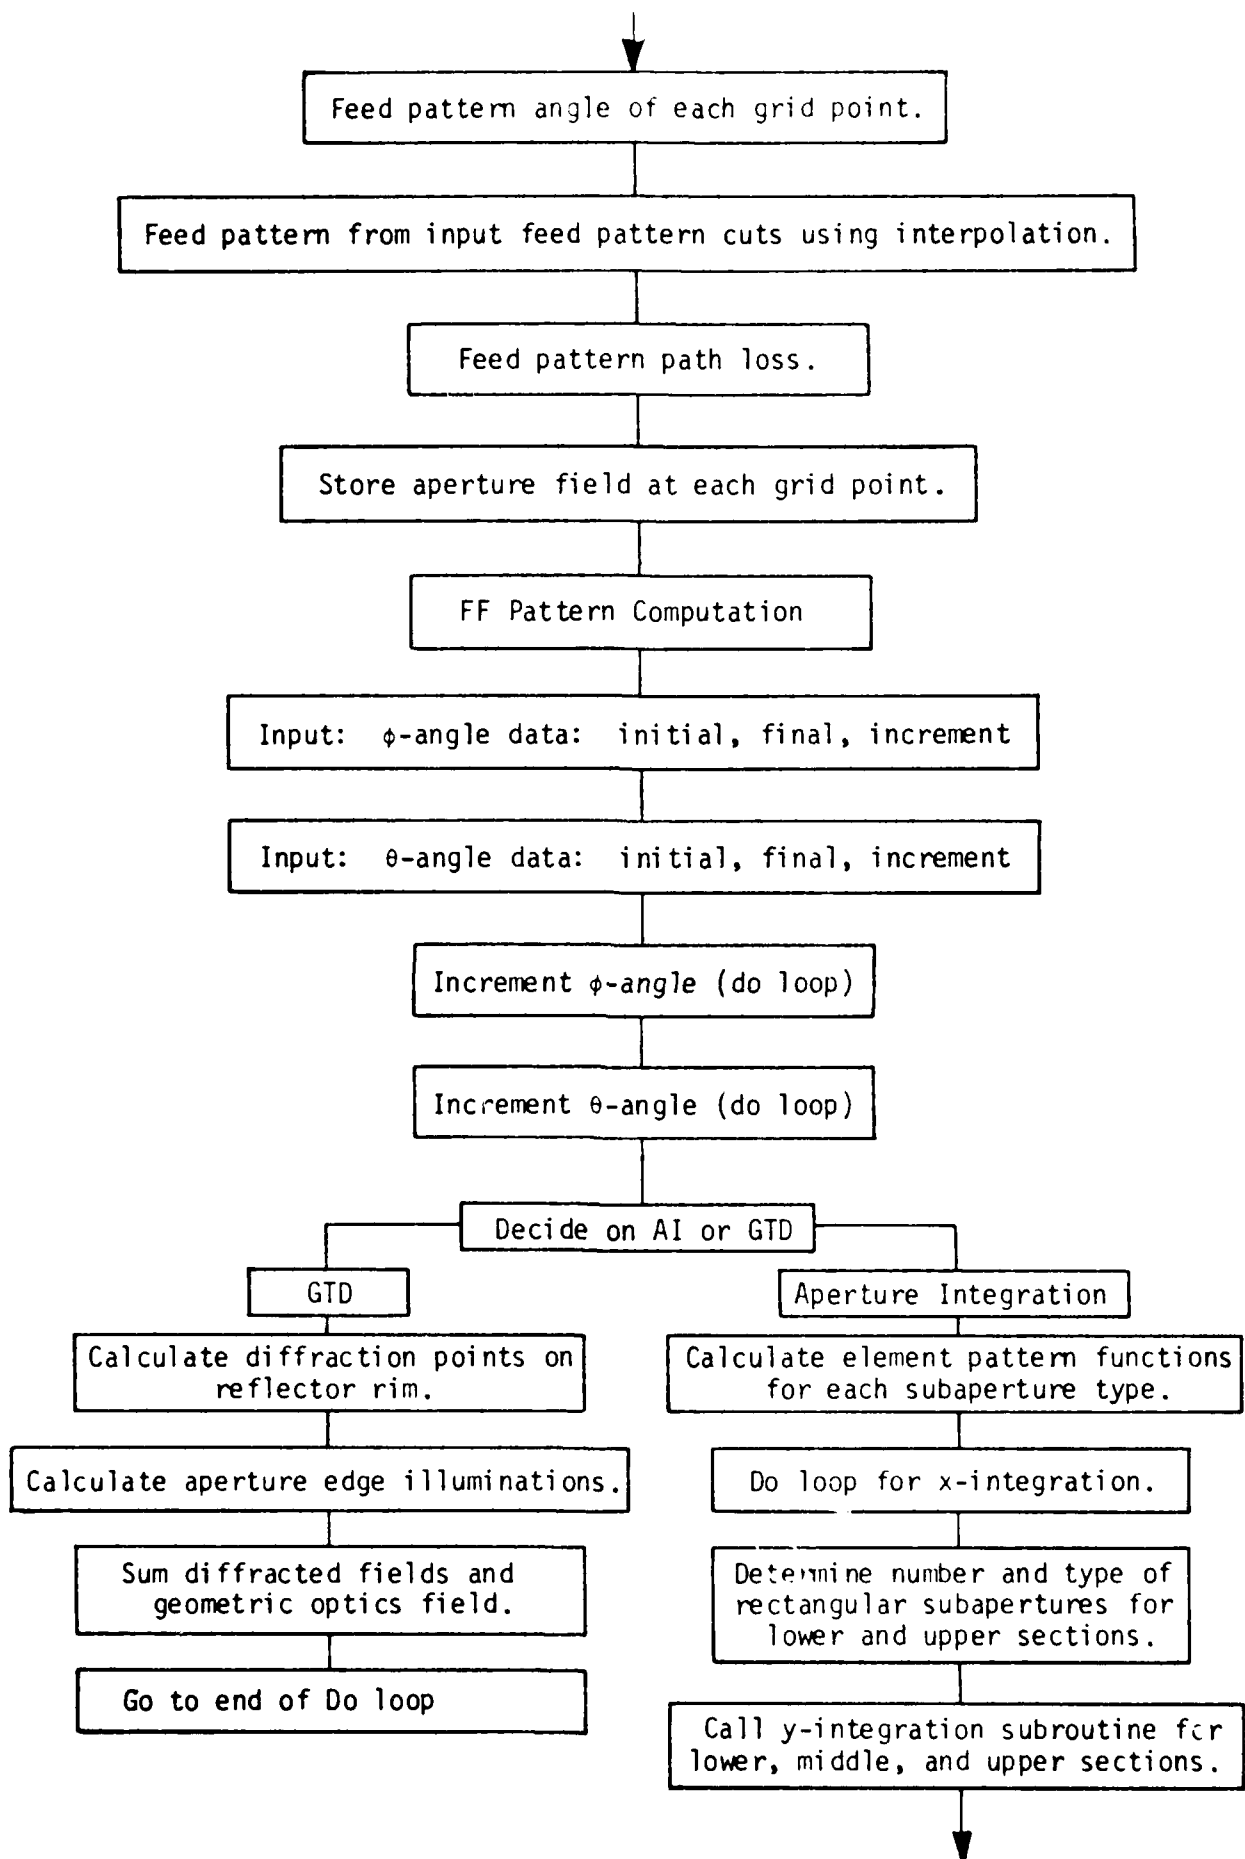 Feed pattern angle of each grid point.
Feed pattern from input feed pattern cuts using interpolation.
Feed pattern path loss.
Store aperture field at each grid point.
FF Pattern Computation
Input: ϕ-angle data: initial, final, increment
Input: θ-angle data: initial, final, increment
Increment ϕ-angle (do loop)
Increment θ-angle (do loop)
Decide on AI or GTD
GTD
Calculate diffraction points on
reflector rim.
Calculate aperture edge illuminations.
Sum diffracted fields and
geometric optics field.
Go to end of Do loop
Aperture Integration
Calculate element pattern functions
for each subaperture type.
Do loop for x-integration.
Determine number and type of
rectangular subapertures for
lower and upper sections.
Call y-integration subroutine for
lower, middle, and upper sections.